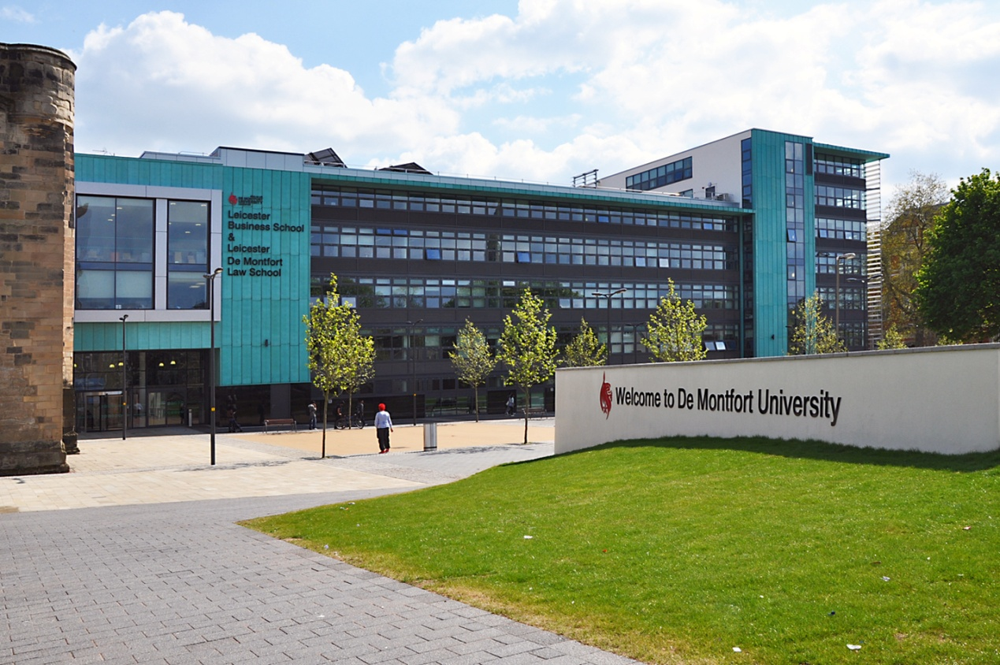 Leicester
Business School
&
Leicester
De Montfort
Law School
Welcome to De Montfort University